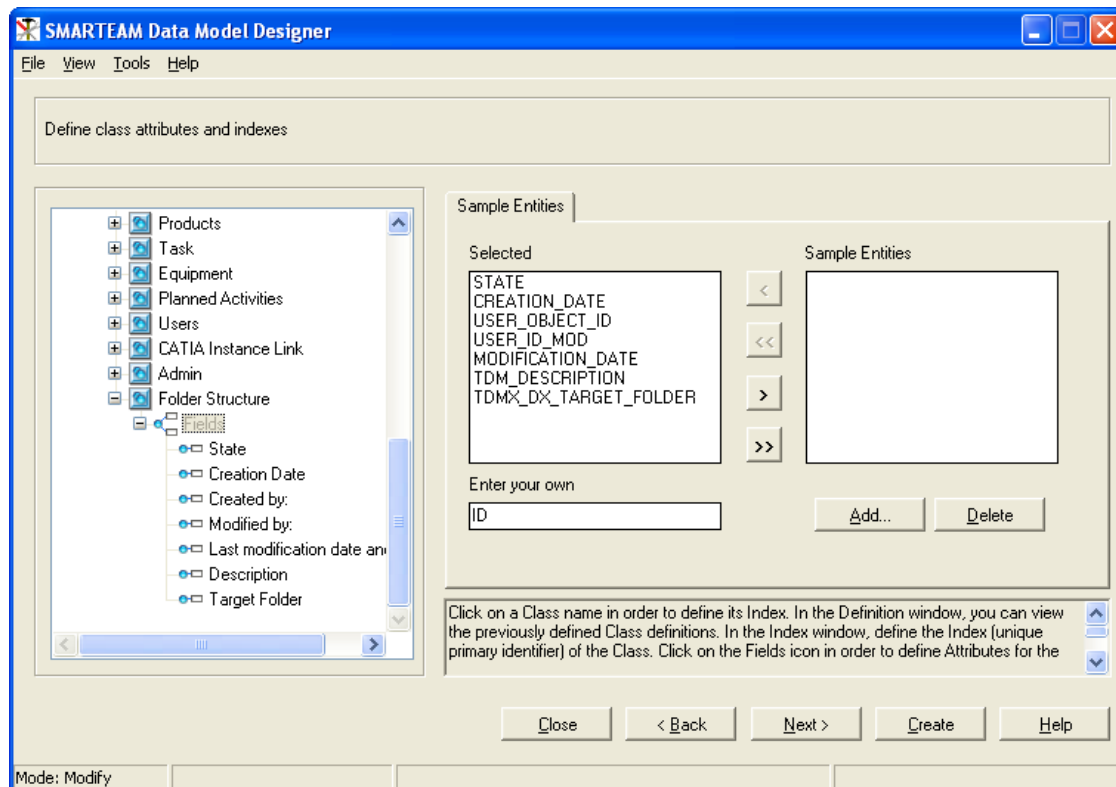 SMARTEAM Data Model Designer
File View Tools Help
Define class attributes and indexes
Products
Task
Equipment
Planned Activities
Users
CATIA Instance Link
Admin
Folder Structure
Fields
State
Creation Date
Created by:
Modified by:
Last modification date an
Description
Target Folder
Sample Entities
Selected
STATE
CREATION_DATE
USER_OBJECT_ID
USER_ID_MOD
MODIFICATION_DATE
TDM_DESCRIPTION
TDMX_DX_TARGET_FOLDER
<
<<
>
>>
Sample Entities
Enter your own
ID
Add... Delete
Click on a Class name in order to define its Index. In the Definition window, you can view
the previously defined Class definitions. In the Index window, define the Index (unique
primary identifier) of the Class. Click on the Fields icon in order to define Attributes for the
Close < Back Next > Create Help
Mode: Modify